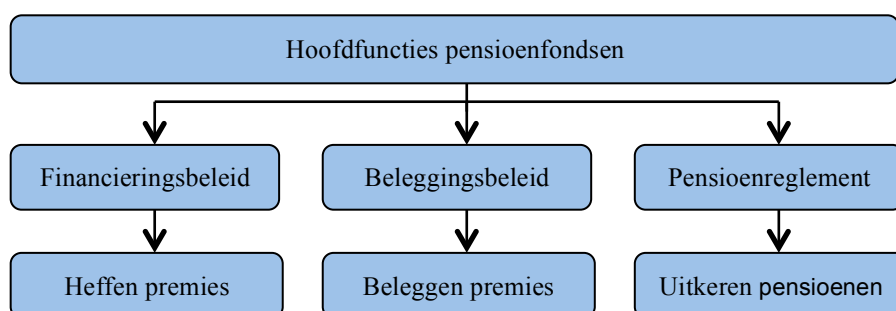 Hoofdfuncties pensioenfondsen
Financieringsbeleid
Beleggingsbeleid
Pensioenreglement
Heffen premies
Beleggen premies
Uitkeren pensioenen